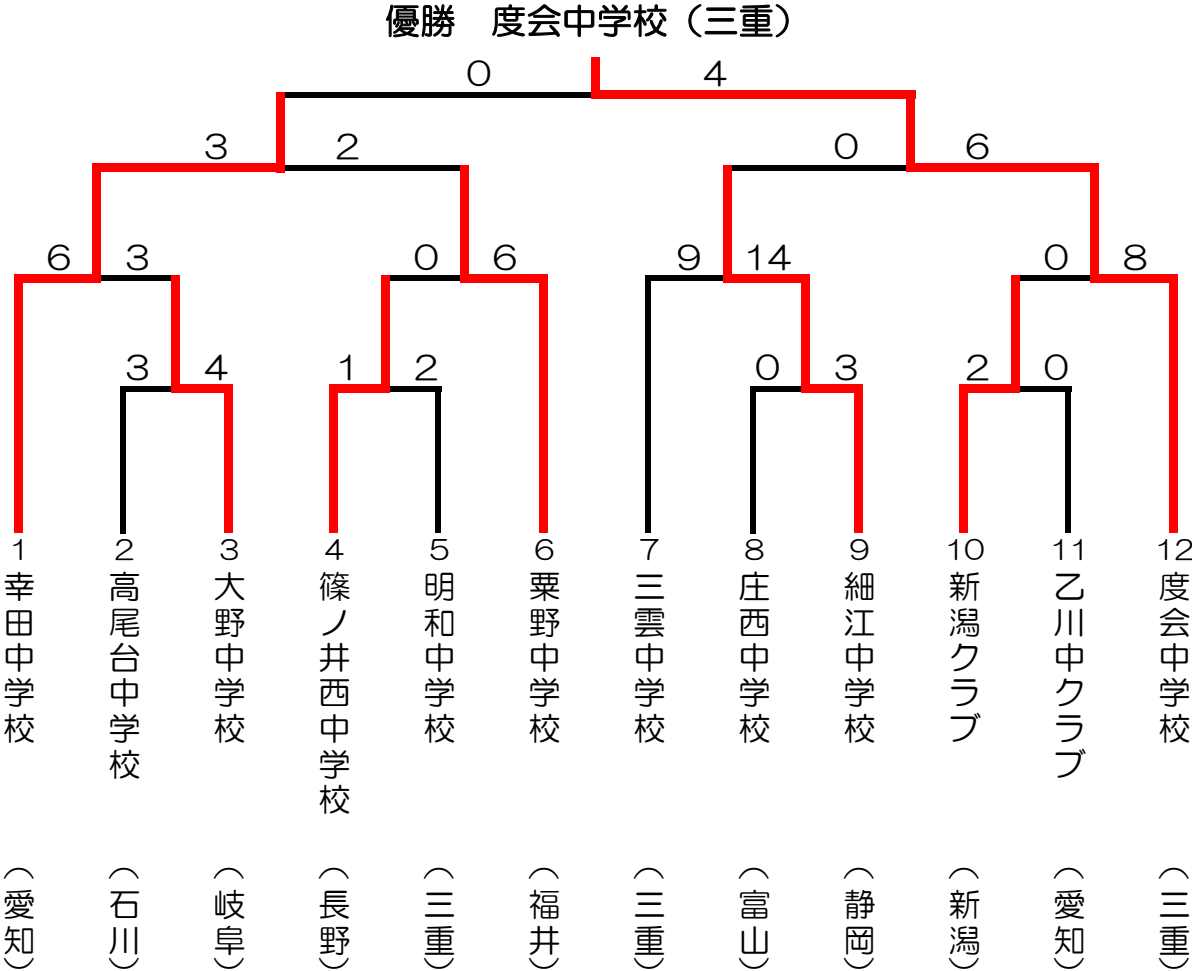 優勝　度会中学校（三重）
0 4
3 2 0 6
6 3 0 6 9 14 0 8
3 4 1 2 0 3 2 0
1 2 3 4 5 6 7 8 9 10 11 12
幸田中学校（愛知）
高尾台中学校（石川）
大野中学校（岐阜）
篠ノ井西中学校（長野）
明和中学校（三重）
粟野中学校（福井）
三雲中学校（三重）
庄西中学校（富山）
細江中学校（静岡）
新潟クラブ（新潟）
乙川中クラブ（愛知）
度会中学校（三重）